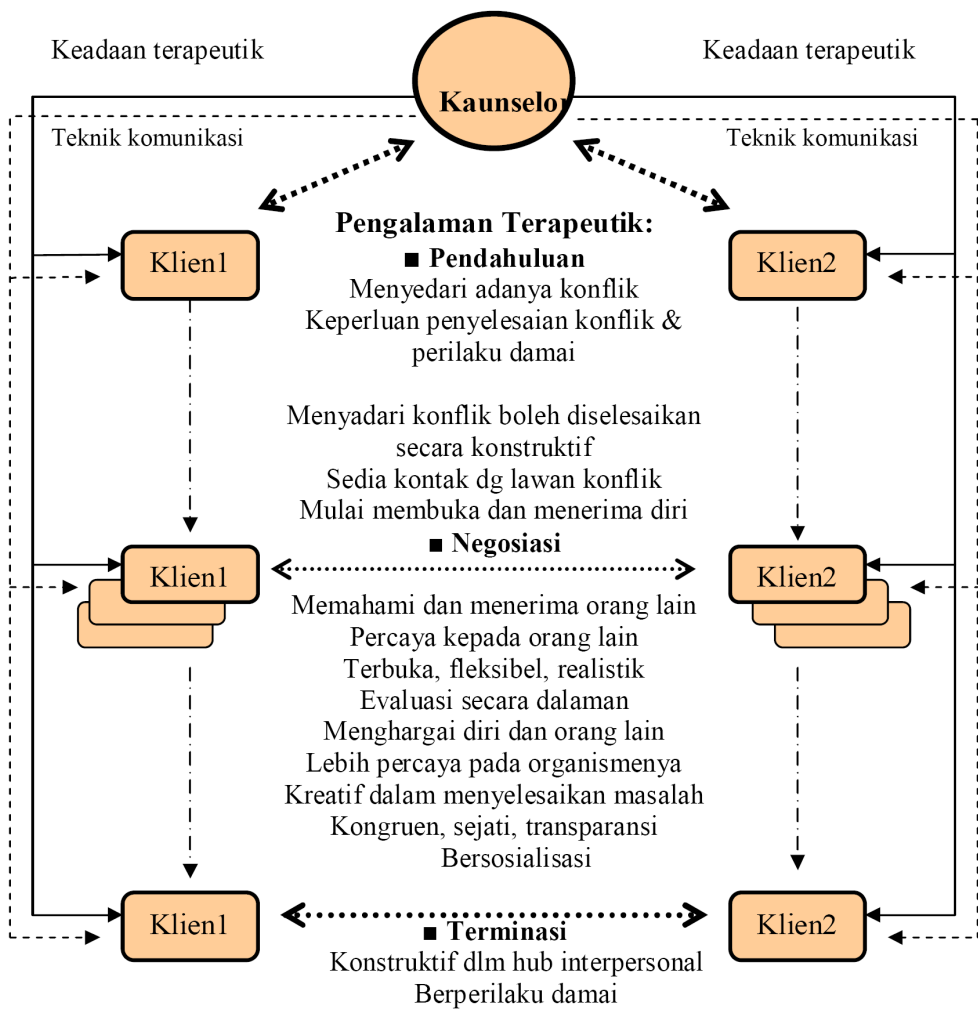 Keadaan terapeutik
Kaunselor
Keadaan terapeutik
Teknik komunikasi
Teknik komunikasi
Pengalaman Terapeutik:
Klien1
Klien2
■ Pendahuluan
Menyedari adanya konflik
Keperluan penyelesaian konflik &
perilaku damai
Menyadari konflik boleh diselesaikan
secara konstruktif
Sedia kontak dg lawan konflik
Mulai membuka dan menerima diri
■ Negosiasi
Klien1
Klien2
Memahami dan menerima orang lain
Percaya kepada orang lain
Terbuka, fleksibel, realistik
Evaluasi secara dalaman
Menghargai diri dan orang lain
Lebih percaya pada organismenya
Kreatif dalam menyelesaikan masalah
Kongruen, sejati, transparansi
Bersosialisasi
Klien1
Klien2
■ Terminasi
Konstruktif dlm hub interpersonal
Berperilaku damai